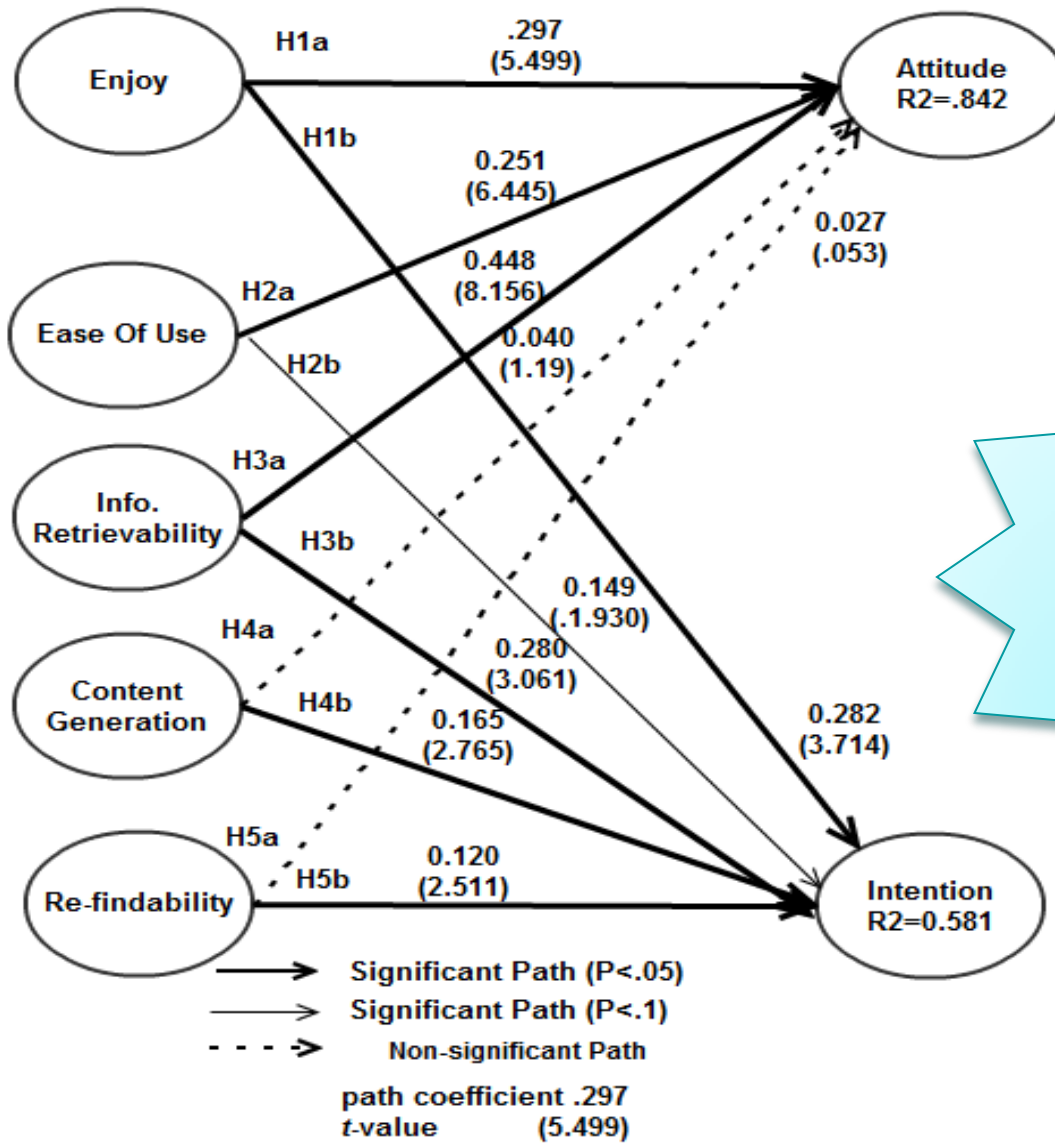 H1a
.297
(5.499)
Enjoy
Attitude
R2=.842
H1b
0.251
(6.445)
0.027
(.053)
0.448
(8.156)
H2a
Ease Of Use
H2b
0.040
(1.19)
H3a
Info.
Retrievability
H3b
0.149
(.1.930)
H4a
0.280
(3.061)
Content
Generation
H4b
0.165
(2.765)
0.282
(3.714)
H5a
Re-findability
H5b
0.120
(2.511)
Intention
R2=0.581
Significant Path (P<.05)
Significant Path (P<.1)
Non-significant Path
path coefficient .297
t-value (5.499)